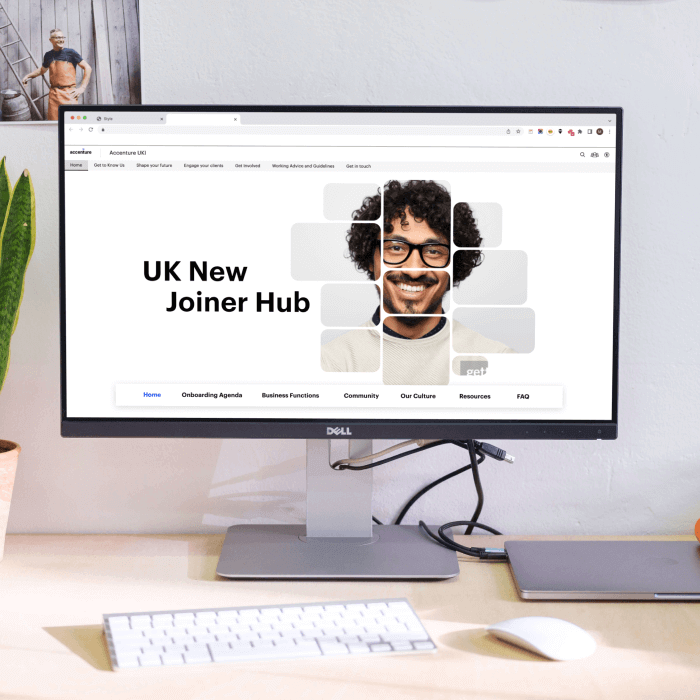 Style
accenture
Accenture UKI
Home Get to Know Us Shape your future Engage your clients Get involved Working Advice and Guidelines Get in touch
UK New
Joiner Hub
gett
Home Onboarding Agenda Business Functions Community Our Culture Resources FAQ
DELL